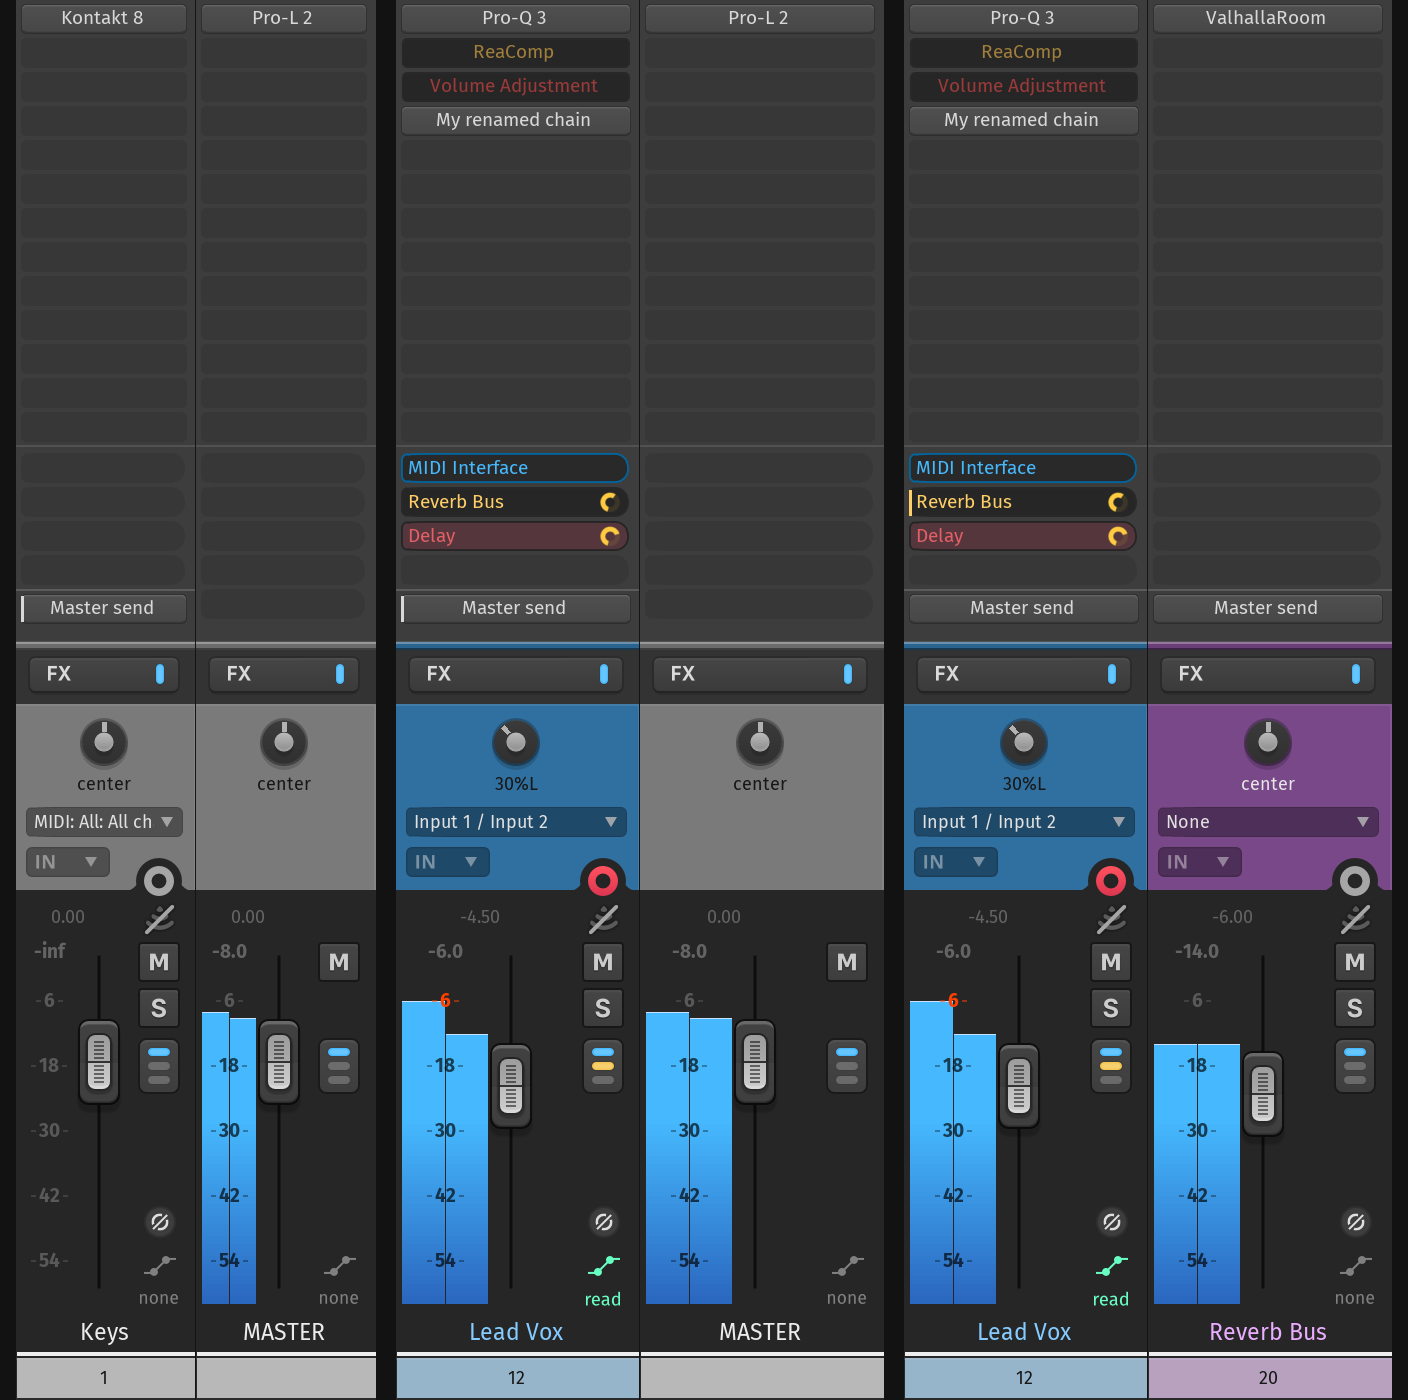 Kontakt 8
Pro-L 2
Pro-Q 3
Pro-L 2
Pro-Q 3
ValhallaRoom
ReaComp
ReaComp
Volume Adjustment
Volume Adjustment
My renamed chain
My renamed chain
MIDI Interface
MIDI Interface
Reverb Bus
Reverb Bus
Delay
Delay
Master send
Master send
Master send
Master send
FX
FX
FX
FX
FX
FX
center
center
30%L
center
30%L
center
MIDI: All: All ch
Input 1 / Input 2
Input 1 / Input 2
None
IN
IN
IN
IN
0.00
0.00
-4.50
0.00
-4.50
-6.00
-inf
M
-8.0
M
-6.0
M
-8.0
M
-6.0
M
-14.0
M
-6-
S
-6-
-6-
S
-6-
-6-
S
-6-
S
-18-
-18-
-18-
-18-
-18-
-18-
-30-
-30-
-30-
-30-
-30-
-30-
-42-
-42-
-42-
-42-
-42-
-42-
-54-
-54-
-54-
-54-
-54-
-54-
none
none
read
none
read
none
Keys
MASTER
Lead Vox
MASTER
Lead Vox
Reverb Bus
1
12
12
20